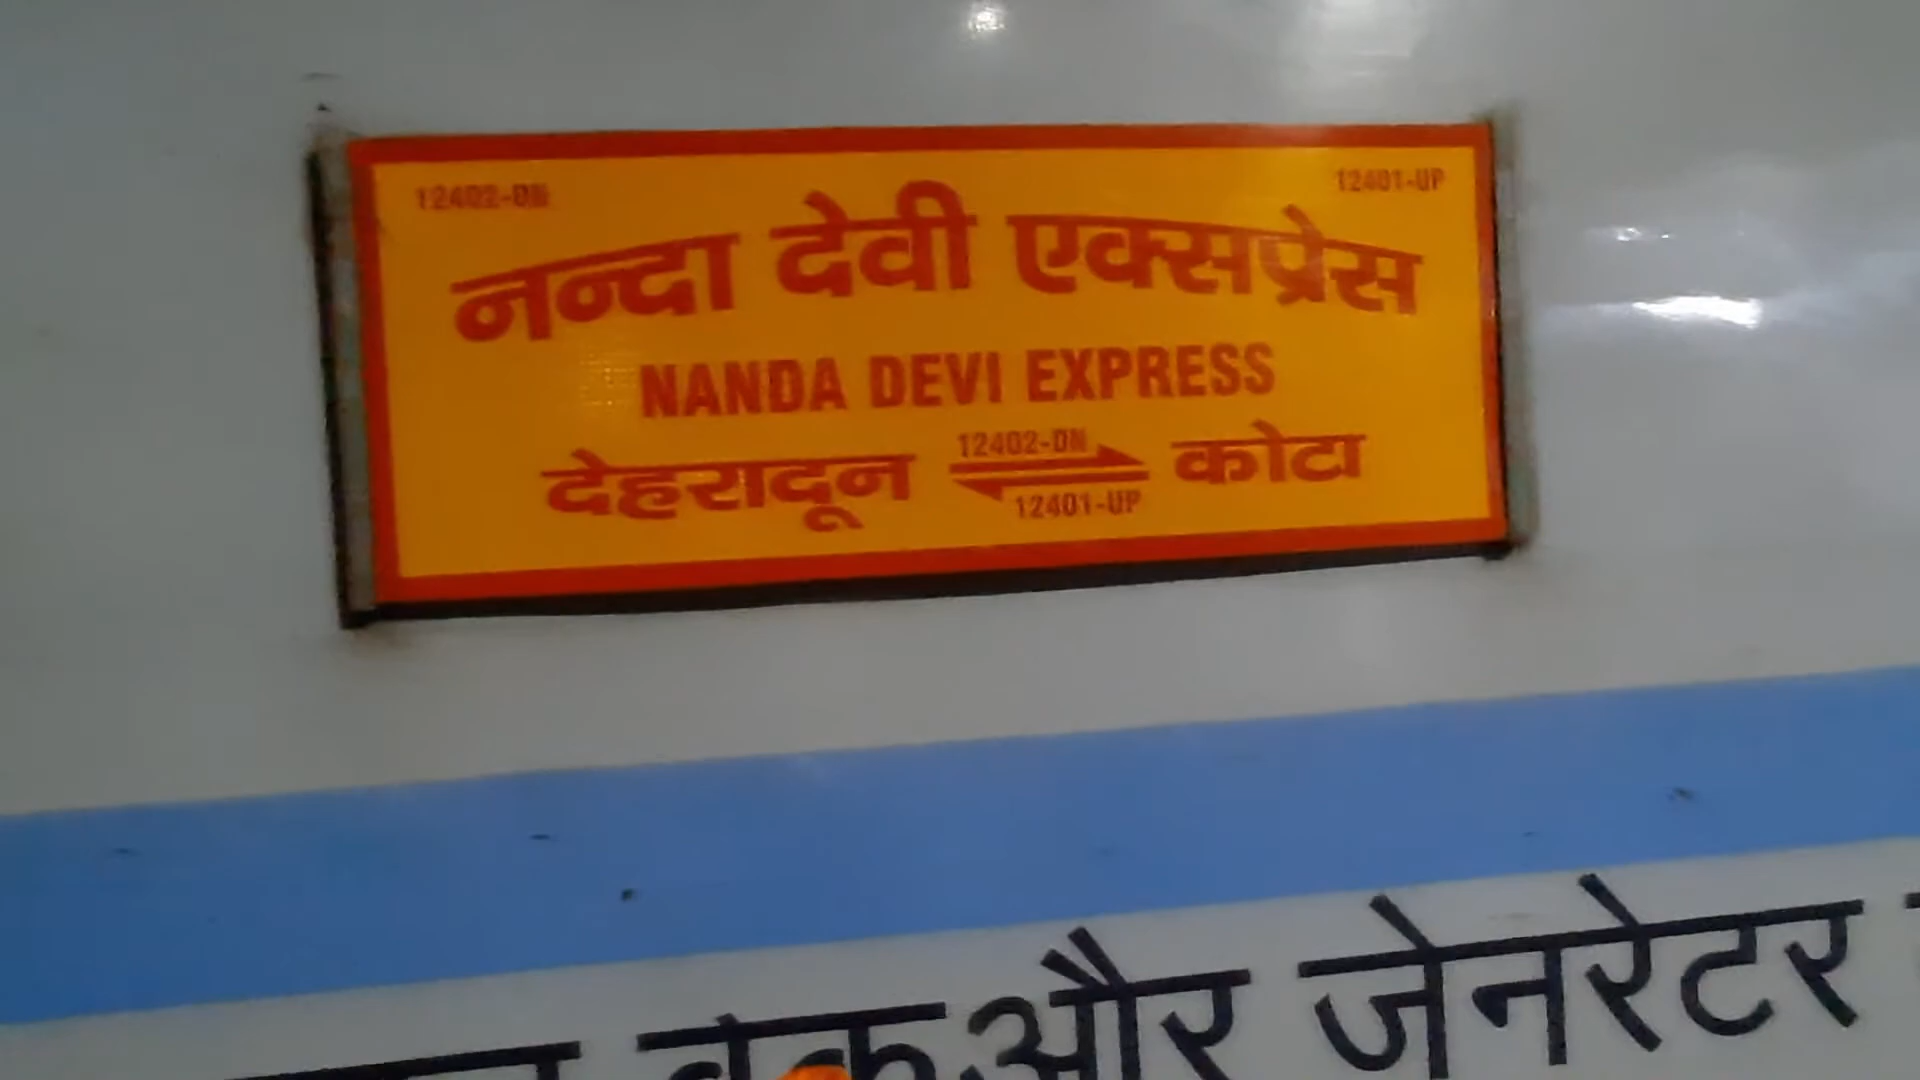 12402-DN 12401-UP
नन्दा देवी एक्सप्रेस
NANDA DEVI EXPRESS
देहरादून 12402-DN कोटा
12401-UP
और जेनरेटर